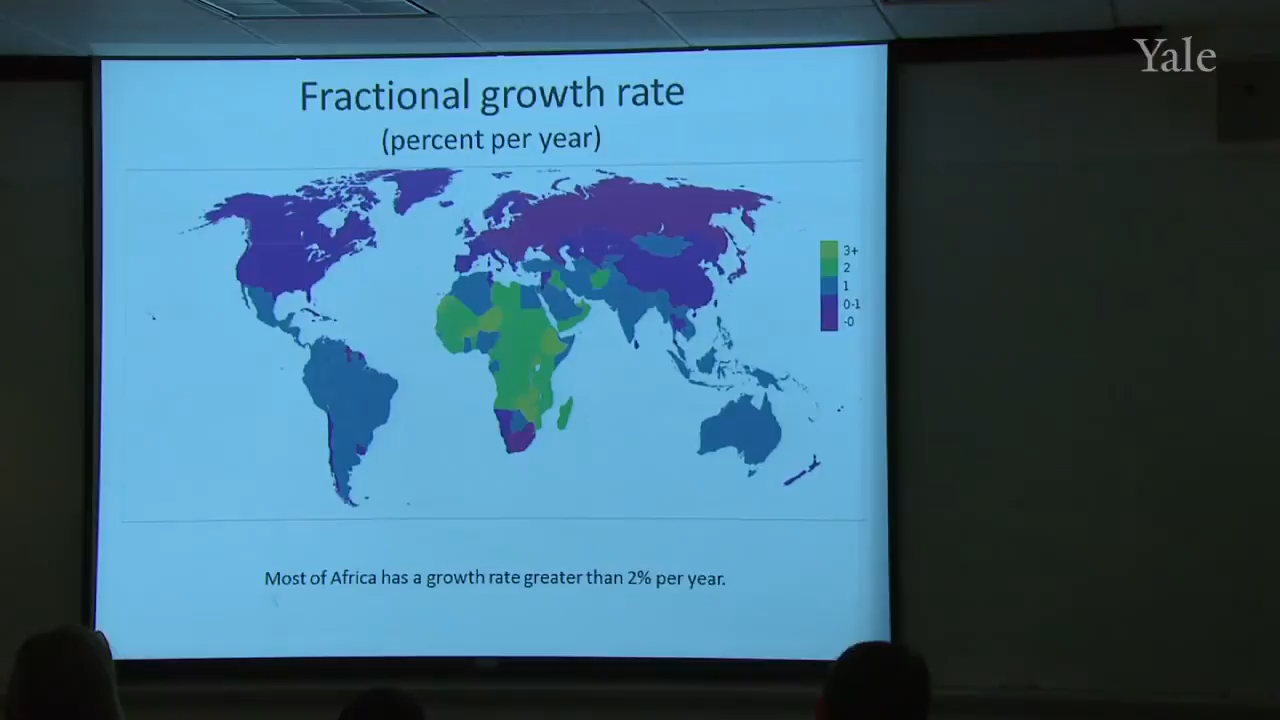 Yale
Fractional growth rate
(percent per year)
3+
2
1
0-1
-0
Most of Africa has a growth rate greater than 2% per year.